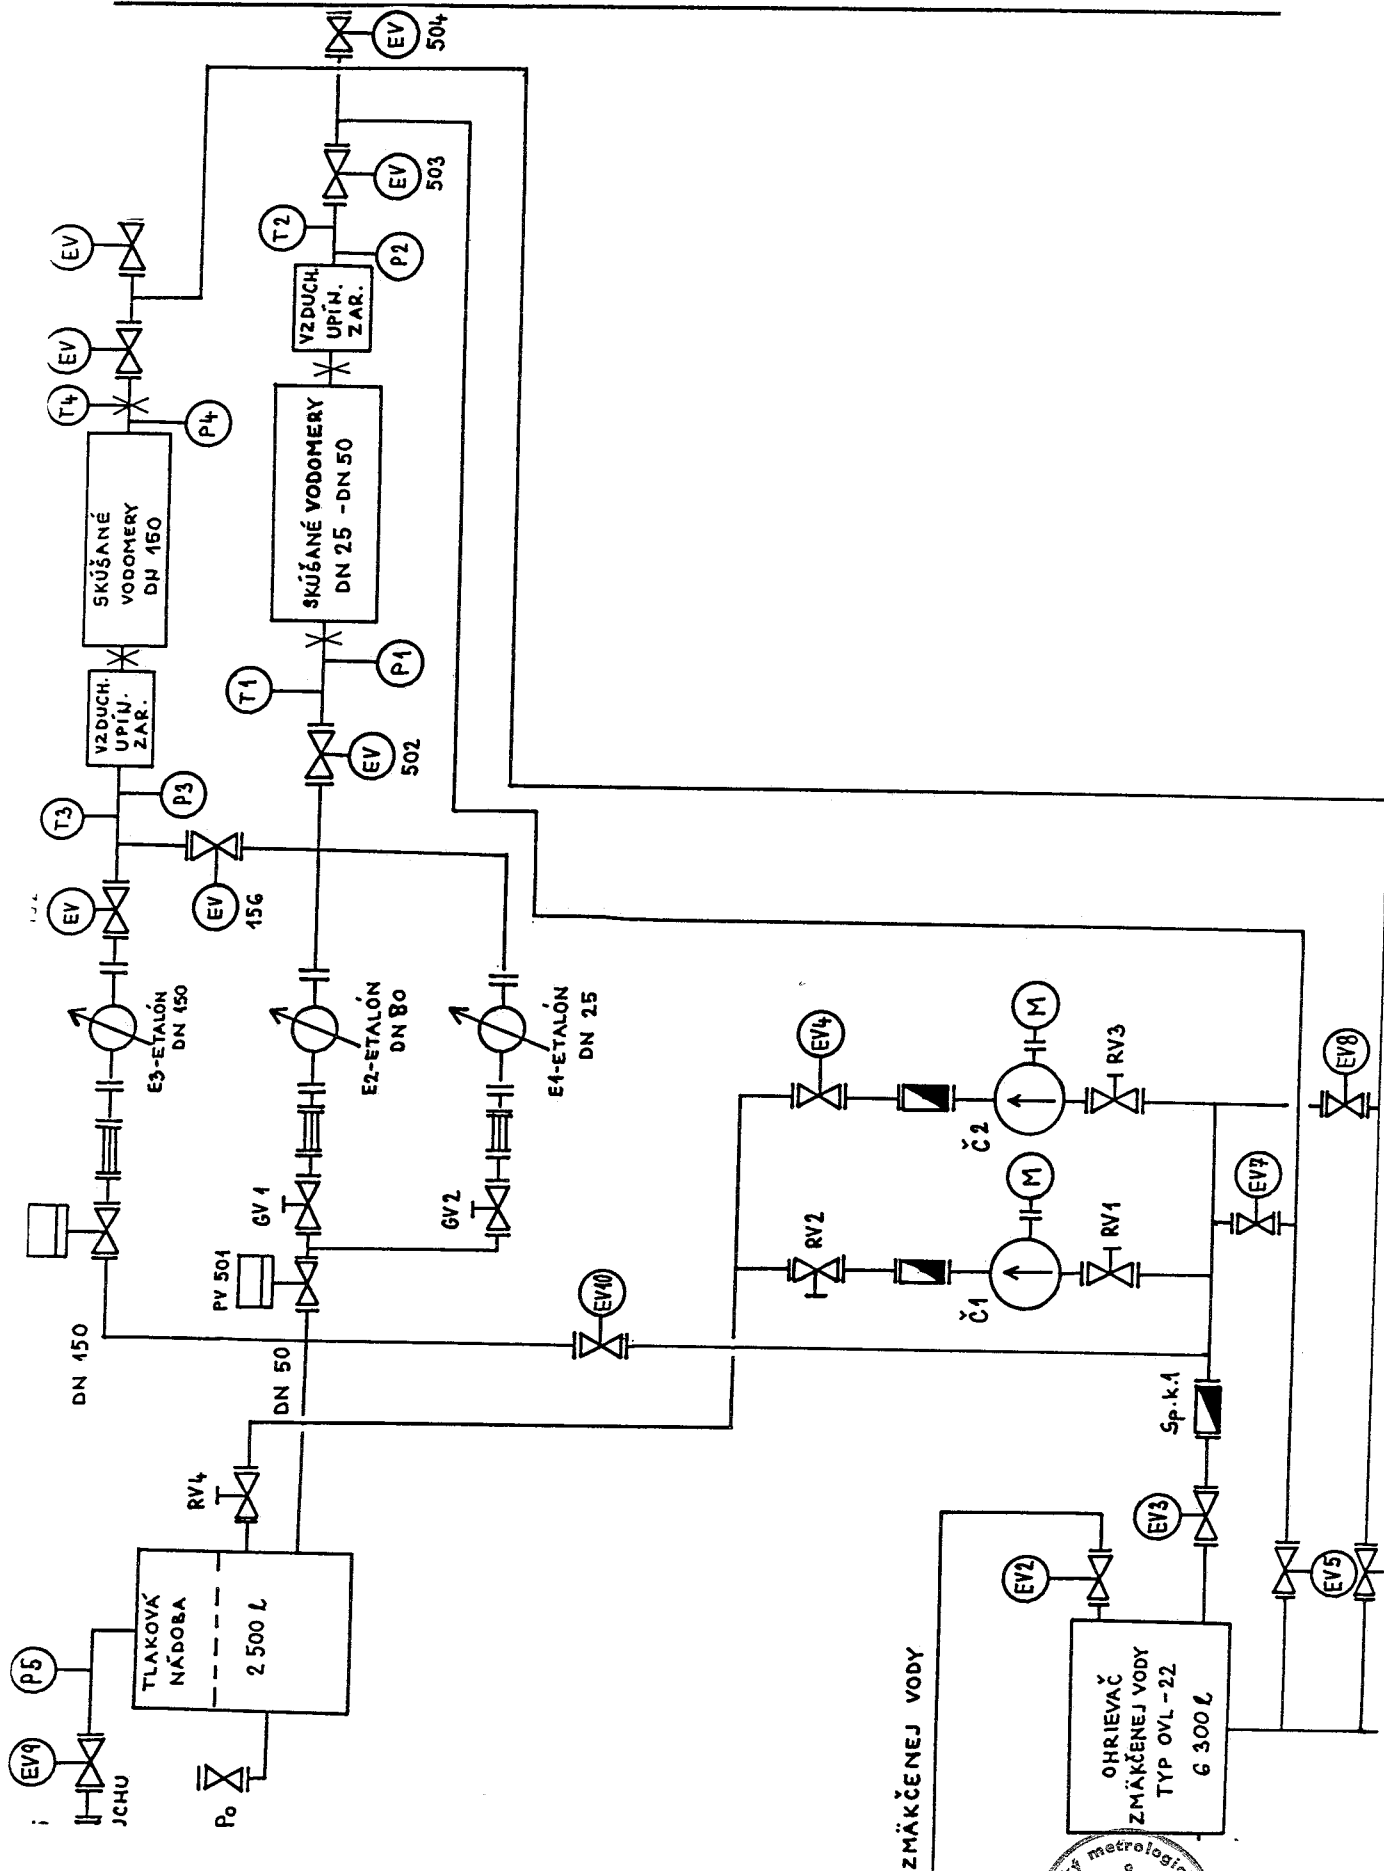 EV
504
EV
503
T2
P2
VZDUCH.
UPÍN.
ZAR.
EV
EV
T4
P4
SKÚŠANÉ
VODOMERY
DN 150
SKÚŠANÉ VODOMERY
DN 25 - DN 50
VZDUCH.
UPÍN.
ZAR.
T1
P1
EV
502
T3
P3
EV
EV
156
E3-ETALÓN
DN 150
E2-ETALÓN
DN 80
E1-ETALÓN
DN 25
GV 1
GV 2
PV 501
DN 150
DN 50
EV10
EV4
M
RV3
Č2
M
RV2
RV1
Č1
EV8
EV7
Sp.k.1
RV4
EV3
EV2
EV5
TLAKOVÁ
NÁDOBA
2 500 l
P5
EV9
JCHU
Po
ZMÄKČENEJ VODY
OHRIEVAČ
ZMÄKČENEJ VODY
TYP OVL - 22
6 300 l
metrologic